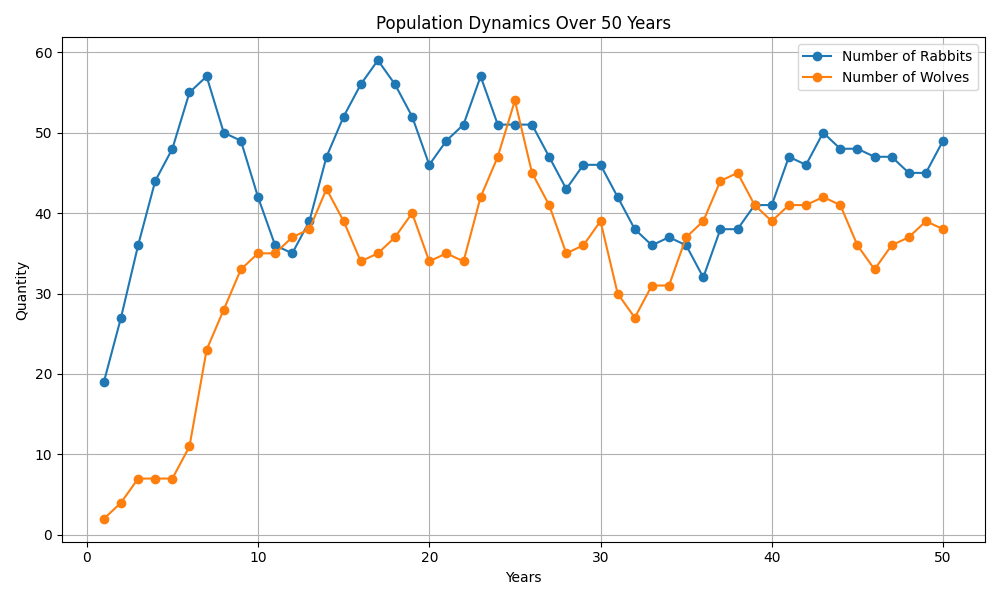 Population Dynamics Over 50 Years
Number of Rabbits
Number of Wolves
Quantity
60
50
40
30
20
10
0
0 10 20 30 40 50
Years